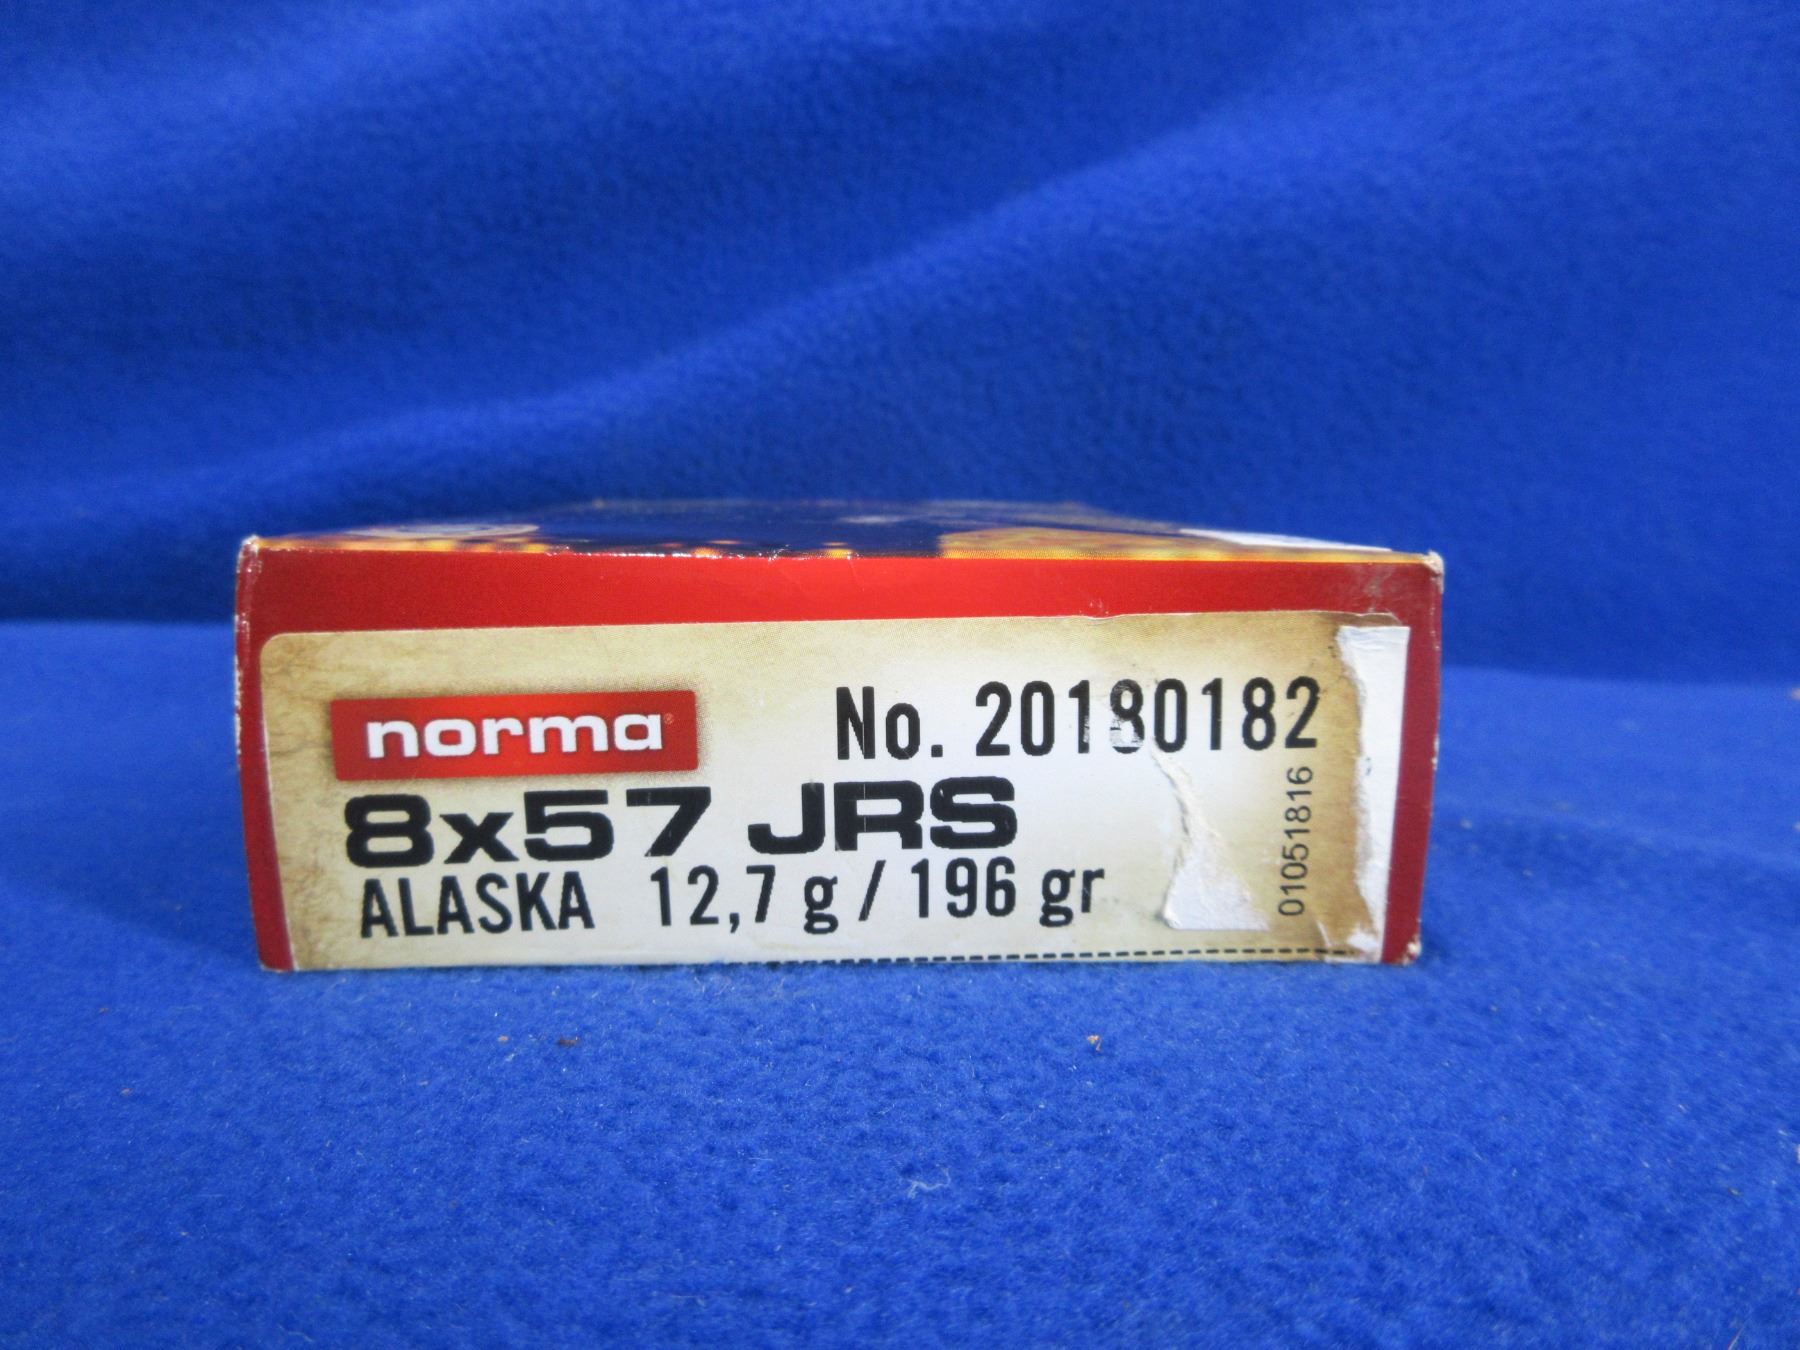 norma
No. 20180182
8x57 JRS
ALASKA 12,7 g / 196 gr
01051816